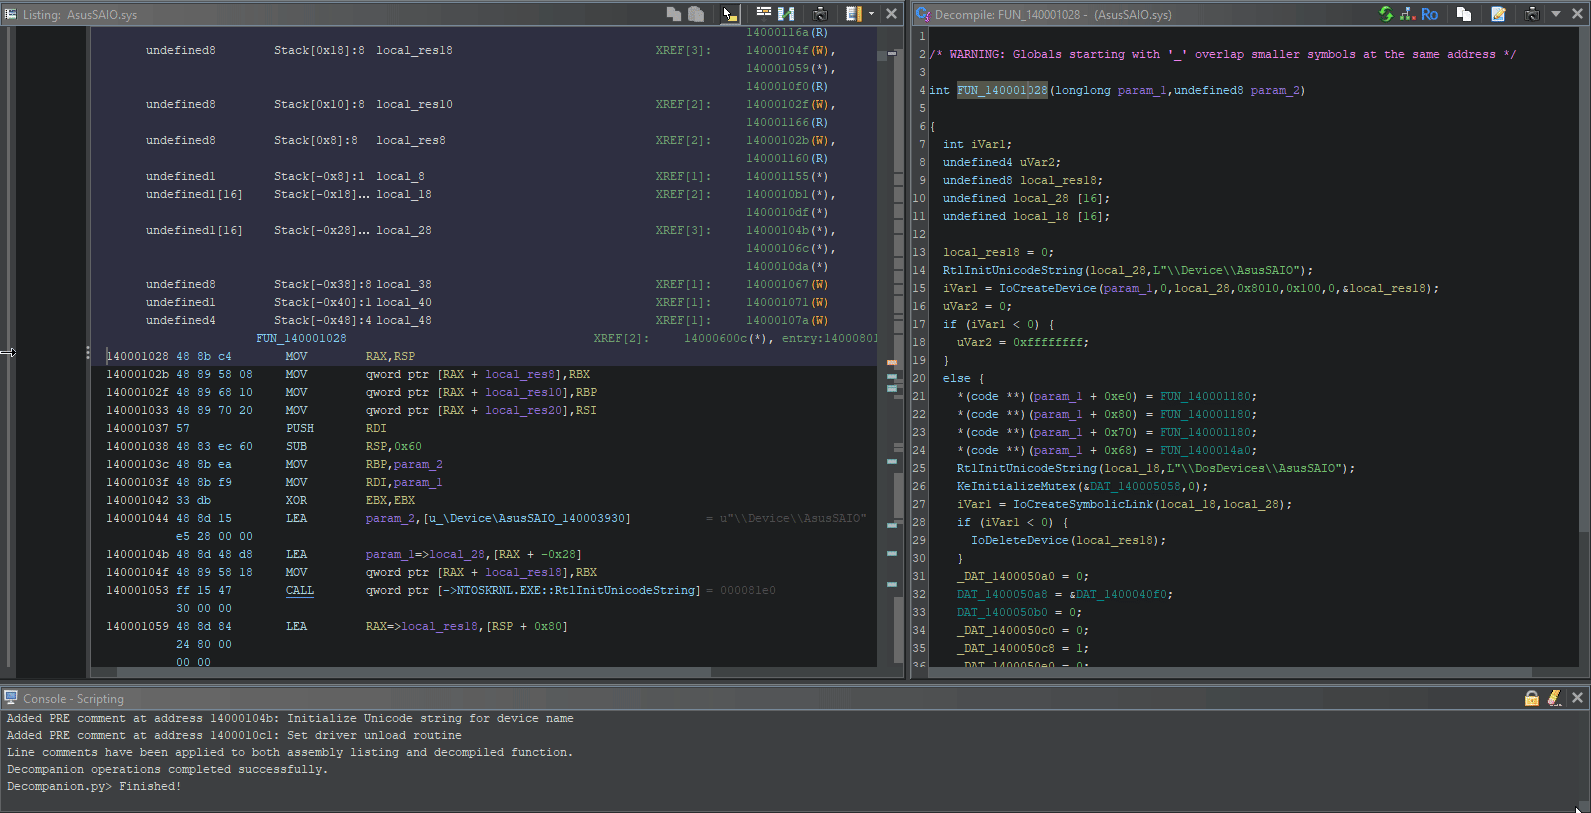 Listing: AsusSAIO.sys
14000116a(R)
undefined8 Stack[0x18]:8 local_res18 XREF[3]: 14000104f(W),
140001059(*),
1400010f0(R)
undefined8 Stack[0x10]:8 local_res10 XREF[2]: 14000102f(W),
140001166(R)
undefined8 Stack[0x8]:8 local_res8 XREF[2]: 14000102b(W),
140001160(R)
undefined1 Stack[-0x8]:1 local_8 XREF[1]: 140001155(*)
undefined1[16] Stack[-0x18]... local_18 XREF[2]: 1400010b1(*),
1400010df(*)
undefined1[16] Stack[-0x28]... local_28 XREF[3]: 14000104b(*),
14000106c(*),
1400010da(*)
undefined8 Stack[-0x38]:8 local_38 XREF[1]: 140001067(W)
undefined1 Stack[-0x40]:1 local_40 XREF[1]: 140001071(W)
undefined4 Stack[-0x48]:4 local_48 XREF[1]: 14000107a(W)
FUN_140001028 XREF[2]: 14000600c(*), entry:14000801
140001028 48 8b c4 MOV RAX,RSP
14000102b 48 89 58 08 MOV qword ptr [RAX + local_res8],RBX
14000102f 48 89 68 10 MOV qword ptr [RAX + local_res10],RBP
140001033 48 89 70 20 MOV qword ptr [RAX + local_res20],RSI
140001037 57 PUSH RDI
140001038 48 83 ec 60 SUB RSP,0x60
14000103c 48 8b ea MOV RBP,param_2
14000103f 48 8b f9 MOV RDI,param_1
140001042 33 db XOR EBX,EBX
140001044 48 8d 15 LEA param_2,[u_\Device\AsusSAIO_140003930] = u"\\Device\\AsusSAIO"
e5 28 00 00
14000104b 48 8d 48 d8 LEA param_1=>local_28,[RAX + -0x28]
14000104f 48 89 58 18 MOV qword ptr [RAX + local_res18],RBX
140001053 ff 15 47 CALL qword ptr [->NTOSKRNL.EXE::RtlInitUnicodeString] = 000081e0
30 00 00
140001059 48 8d 84 LEA RAX=>local_res18,[RSP + 0x80]
24 80 00
00 00
Decompile: FUN_140001028 - (AsusSAIO.sys)
Ro
1
2 /* WARNING: Globals starting with '_' overlap smaller symbols at the same address */
3
4 int FUN_140001028(longlong param_1,undefined8 param_2)
5
6 {
7 int iVar1;
8 undefined4 uVar2;
9 undefined8 local_res18;
10 undefined local_28 [16];
11 undefined local_18 [16];
12
13 local_res18 = 0;
14 RtlInitUnicodeString(local_28,L"\\Device\\AsusSAIO");
15 iVar1 = IoCreateDevice(param_1,0,local_28,0x8010,0x100,0,&local_res18);
16 uVar2 = 0;
17 if (iVar1 < 0) {
18 uVar2 = 0xffffffff;
19 }
20 else {
21 *(code **)(param_1 + 0xe0) = FUN_140001180;
22 *(code **)(param_1 + 0x80) = FUN_140001180;
23 *(code **)(param_1 + 0x70) = FUN_140001180;
24 *(code **)(param_1 + 0x68) = FUN_1400014a0;
25 RtlInitUnicodeString(local_18,L"\\DosDevices\\AsusSAIO");
26 KeInitializeMutex(&DAT_140005058,0);
27 iVar1 = IoCreateSymbolicLink(local_18,local_28);
28 if (iVar1 < 0) {
29 IoDeleteDevice(local_res18);
30 }
31 _DAT_1400050a0 = 0;
32 DAT_1400050a8 = &DAT_1400040f0;
33 DAT_1400050b0 = 0;
34 _DAT_1400050c0 = 0;
35 _DAT_1400050c8 = 1;
36 _DAT_1400050e0 = 0;
Console - Scripting
Added PRE comment at address 14000104b: Initialize Unicode string for device name
Added PRE comment at address 1400010c1: Set driver unload routine
Line comments have been applied to both assembly listing and decompiled function.
Decompanion operations completed successfully.
Decompanion.py> Finished!